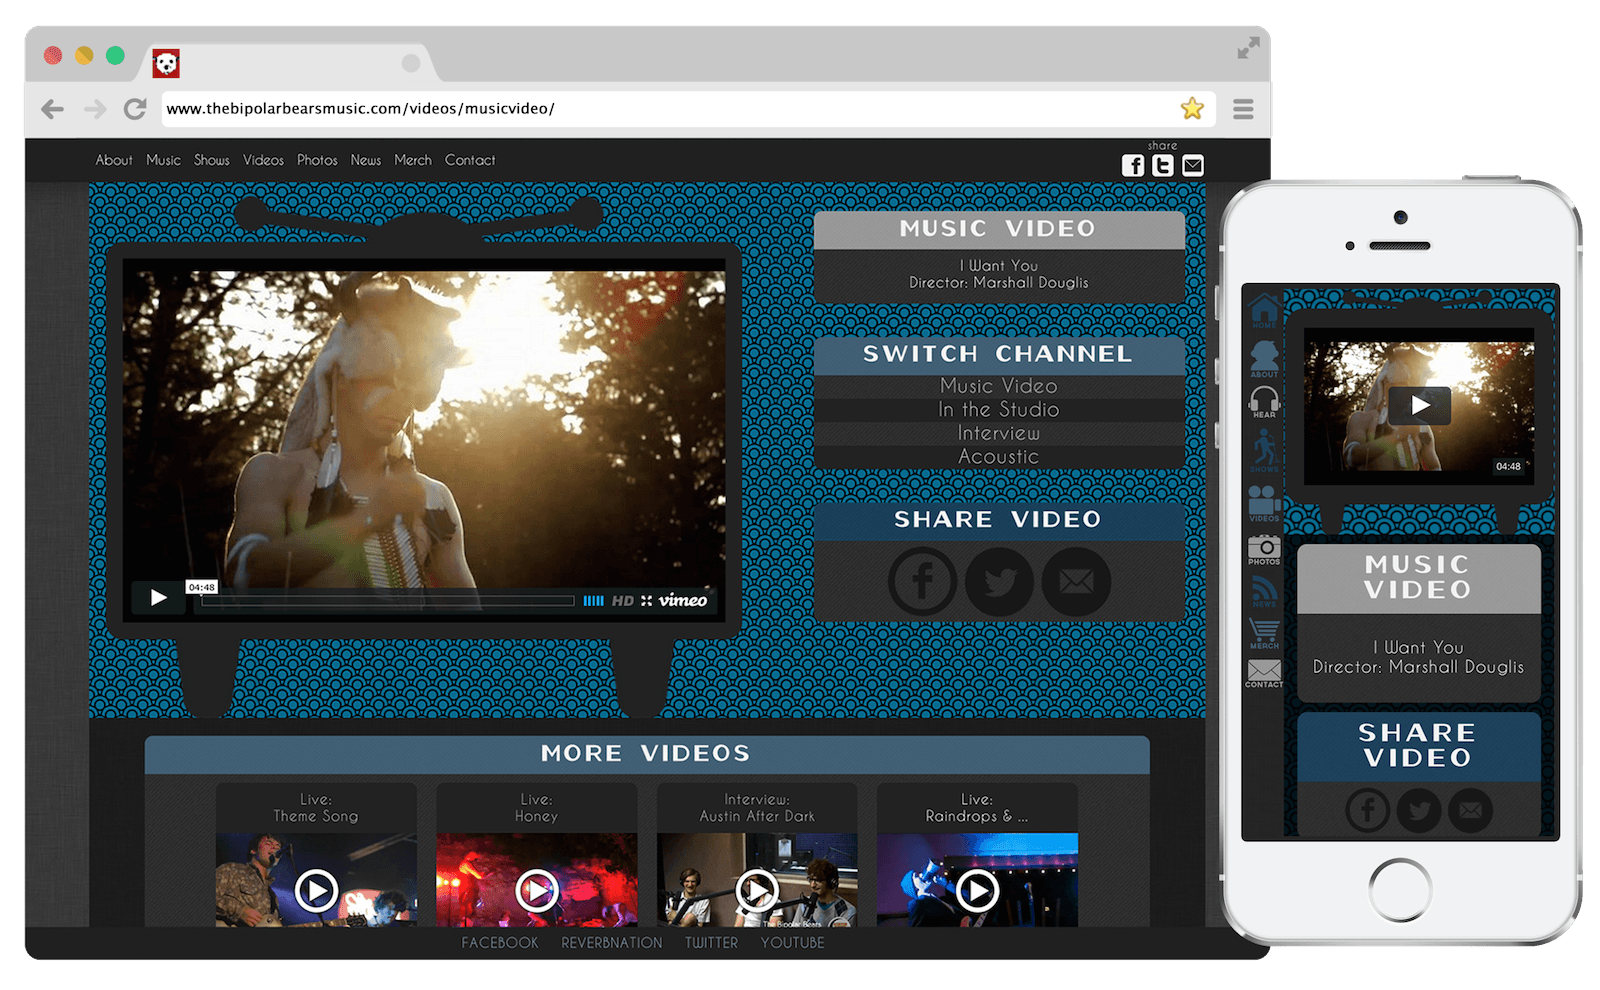 www.thebipolarbearsmusic.com/videos/musicvideo/
About Music Shows Videos Photos News Merch Contact
share
MUSIC VIDEO
I Want You
Director: Marshall Douglis
SWITCH CHANNEL
Music Video
In the Studio
Interview
Acoustic
SHARE VIDEO
04:48
HD vimeo
MORE VIDEOS
Live:
Theme Song
Live:
Honey
Interview:
Austin After Dark
Live:
Raindrops & ...
The Bipolar Bears
FACEBOOK REVERBNATION TWITTER YOUTUBE
HOME
ABOUT
HEAR
SHOWS
VIDEOS
PHOTOS
NEWS
MERCH
CONTACT
04:48
MUSIC
VIDEO
I Want You
Director: Marshall Douglis
SHARE
VIDEO